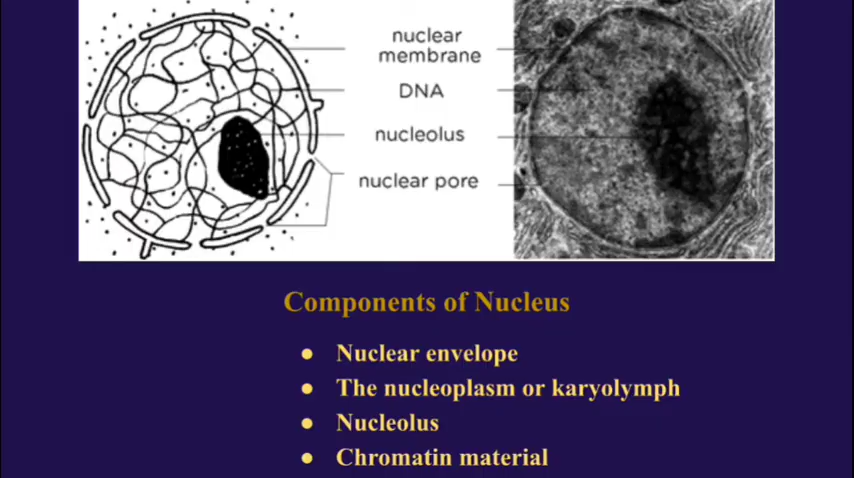 nuclear
membrane
DNA
nucleolus
nuclear pore
Components of Nucleus
● Nuclear envelope
● The nucleoplasm or karyolymph
● Nucleolus
● Chromatin material